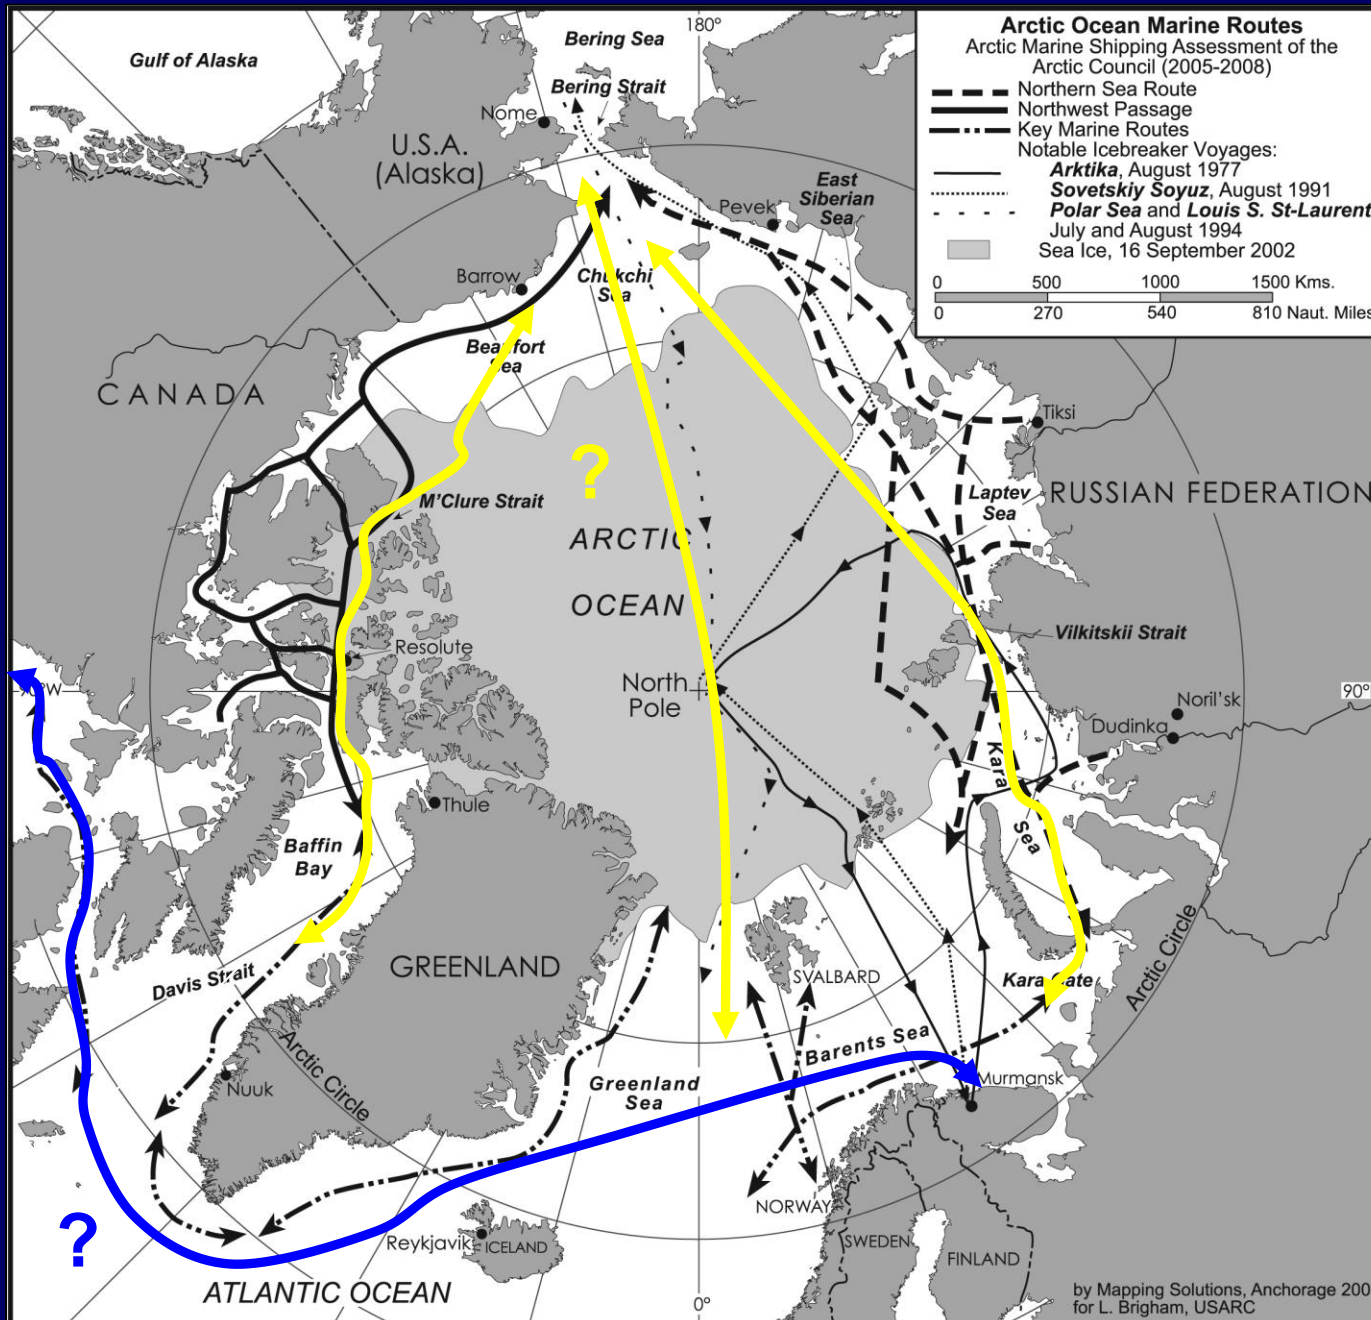 Arctic Ocean Marine Routes
Arctic Marine Shipping Assessment of the
Arctic Council (2005-2008)
Northern Sea Route
Northwest Passage
Key Marine Routes
Notable Icebreaker Voyages:
Arktika, August 1977
Sovetskiy Soyuz, August 1991
Polar Sea and Louis S. St-Laurent
July and August 1994
Sea Ice, 16 September 2002
0 500 1000 1500 Kms.
0 270 540 810 Naut. Miles
180°
Bering Sea
Gulf of Alaska
Bering Strait
Nome
U.S.A.
(Alaska)
East
Siberian
Sea
Pevek
Barrow
Chukchi
Sea
Beaufort
Sea
CANADA
Tiksi
?
M'Clure Strait
Laptev
Sea
RUSSIAN FEDERATION
ARCTIC
OCEAN
Vilkitskii Strait
Resolute
North
Pole
90°
Noril'sk
Dudinka
Kara
Sea
Thule
Baffin
Bay
Davis Strait
GREENLAND
SVALBARD
Kara Gate
Arctic Circle
Barents Sea
Arctic Circle
Nuuk
Greenland
Sea
Murmansk
NORWAY
?
Reykjavik
ICELAND
SWEDEN
FINLAND
ATLANTIC OCEAN
0°
by Mapping Solutions, Anchorage 200
for L. Brigham, USARC